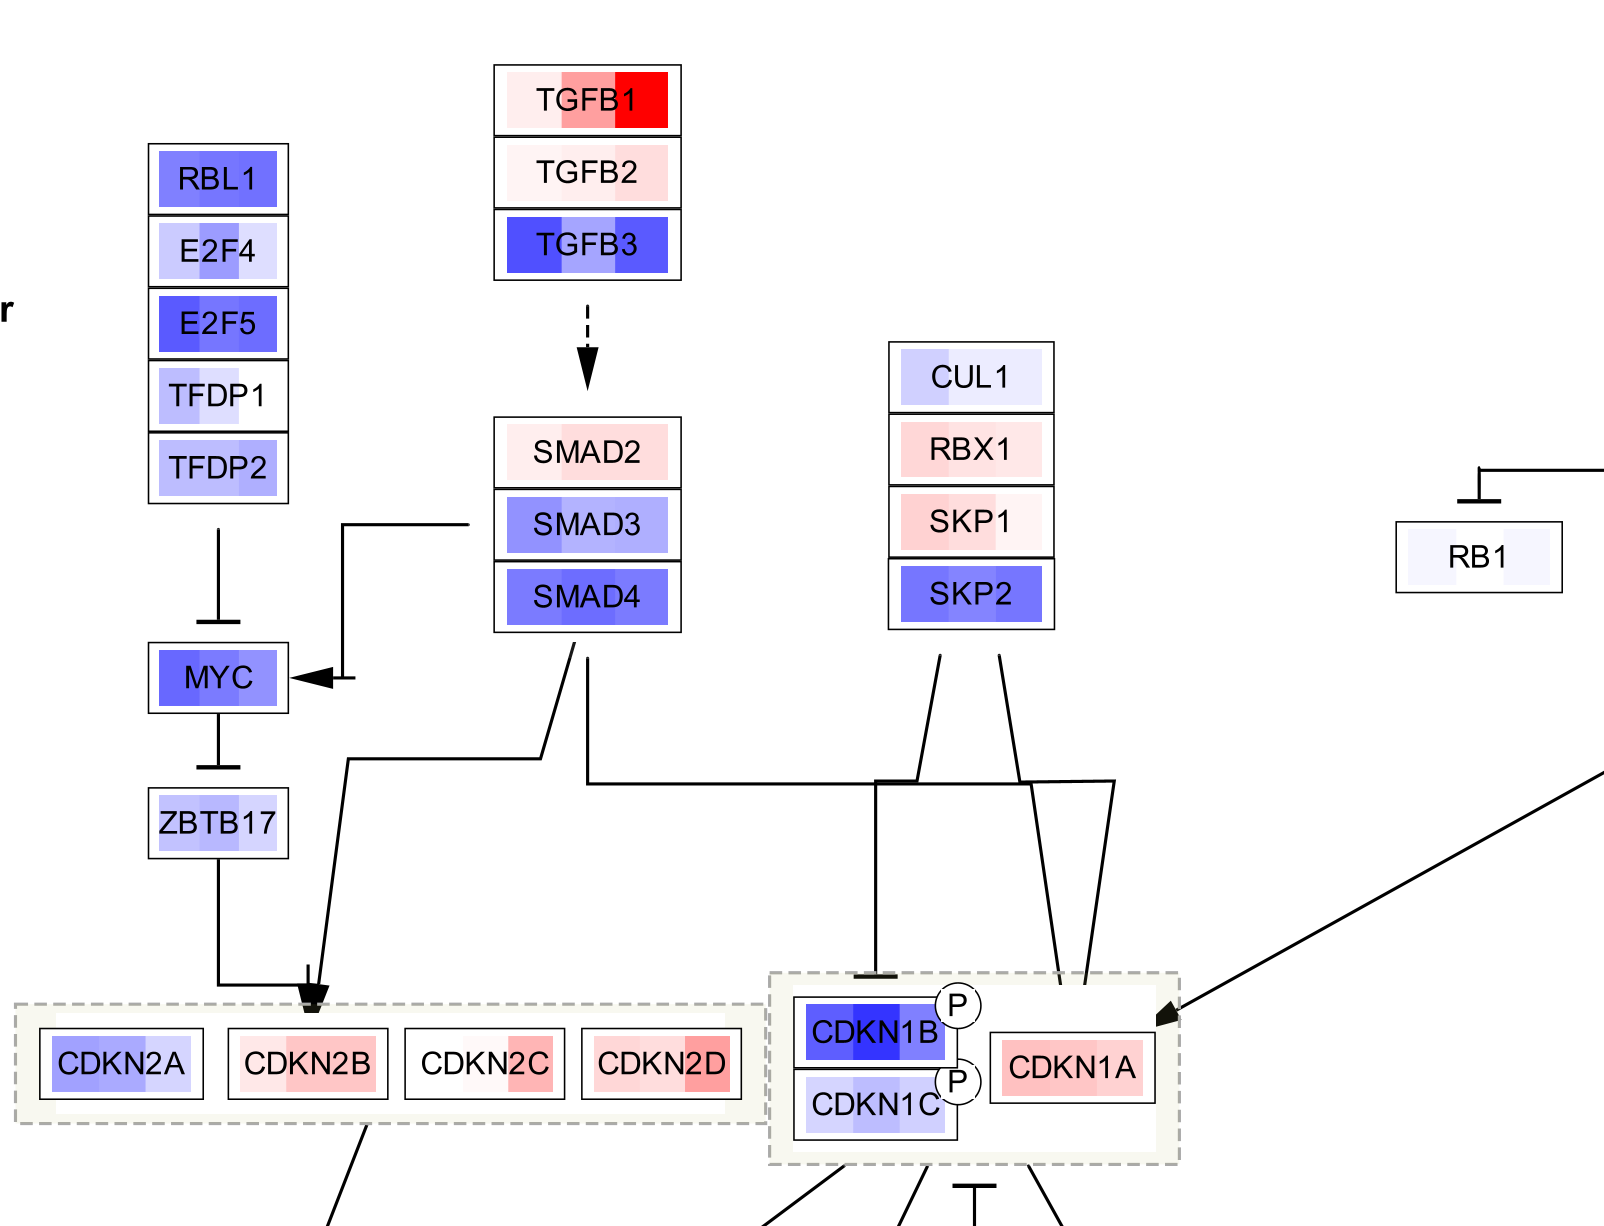 TGFB1
TGFB2
TGFB3
RBL1
E2F4
E2F5
TFDP1
TFDP2
r
SMAD2
SMAD3
SMAD4
CUL1
RBX1
SKP1
SKP2
RB1
MYC
ZBTB17
CDKN2A
CDKN2B
CDKN2C
CDKN2D
CDKN1B
P
CDKN1C
P
CDKN1A